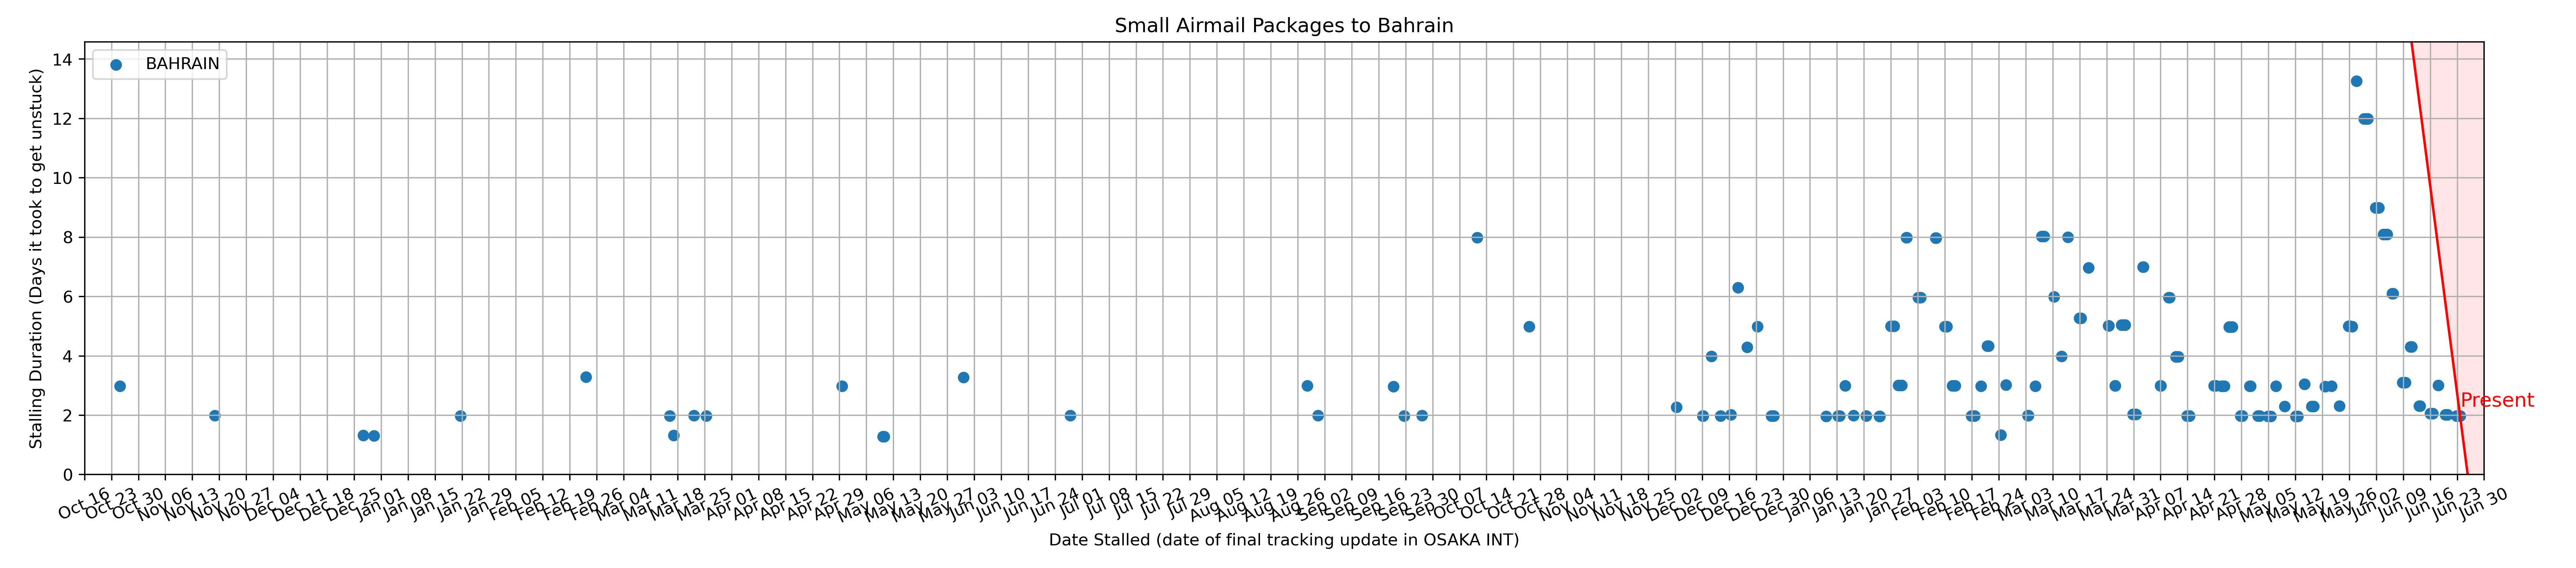 Small Airmail Packages to Bahrain
BAHRAIN
Stalling Duration (Days it took to get unstuck)
14
12
10
8
6
4
2
0
Present
Oct 16 Oct 23 Oct 30 Nov 06 Nov 13 Nov 20 Nov 27 Dec 04 Dec 11 Dec 18 Dec 25 Jan 01 Jan 08 Jan 15 Jan 22 Jan 29 Feb 05 Feb 12 Feb 19 Feb 26 Mar 04 Mar 11 Mar 18 Mar 25 Apr 01 Apr 08 Apr 15 Apr 22 Apr 29 May 06 May 13 May 20 May 27 Jun 03 Jun 10 Jun 17 Jun 24 Jul 01 Jul 08 Jul 15 Jul 22 Jul 29 Aug 05 Aug 12 Aug 19 Aug 26 Sep 02 Sep 09 Sep 16 Sep 23 Sep 30 Oct 07 Oct 14 Oct 21 Oct 28 Nov 04 Nov 11 Nov 18 Nov 25 Dec 02 Dec 09 Dec 16 Dec 23 Dec 30 Jan 06 Jan 13 Jan 20 Jan 27 Feb 03 Feb 10 Feb 17 Feb 24 Mar 03 Mar 10 Mar 17 Mar 24 Mar 31 Apr 07 Apr 14 Apr 21 Apr 28 May 05 May 12 May 19 May 26 Jun 02 Jun 09 Jun 16 Jun 23 Jun 30
Date Stalled (date of final tracking update in OSAKA INT)